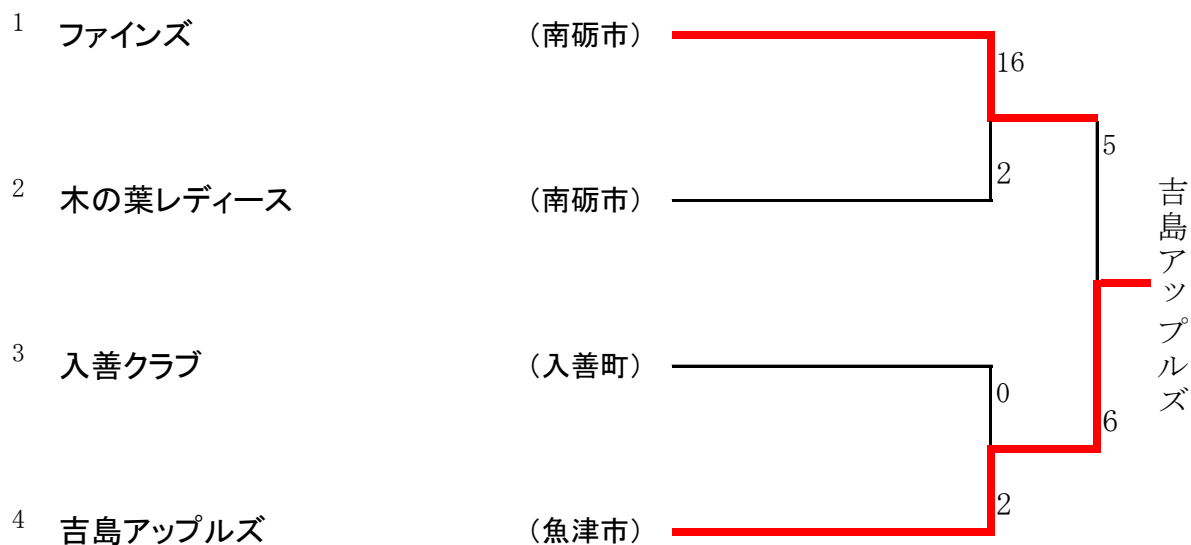 1 ファインズ （南砺市）
16
5
2 木の葉レディース （南砺市）
2
吉島アップルズ
3 入善クラブ （入善町）
0
6
4 吉島アップルズ （魚津市）
2